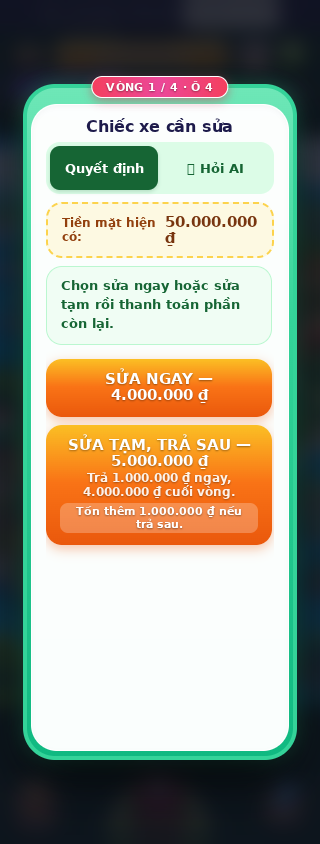 VÒNG 1 / 4 · Ô 4
Chiếc xe cần sửa
Quyết định
Hỏi AI
Tiền mặt hiện có:
50.000.000 ₫
Chọn sửa ngay hoặc sửa
tạm rồi thanh toán phần
còn lại.
SỬA NGAY —
4.000.000 ₫
SỬA TẠM, TRẢ SAU —
5.000.000 ₫
Trả 1.000.000 ₫ ngay,
4.000.000 ₫ cuối vòng.
Tốn thêm 1.000.000 ₫ nếu
trả sau.